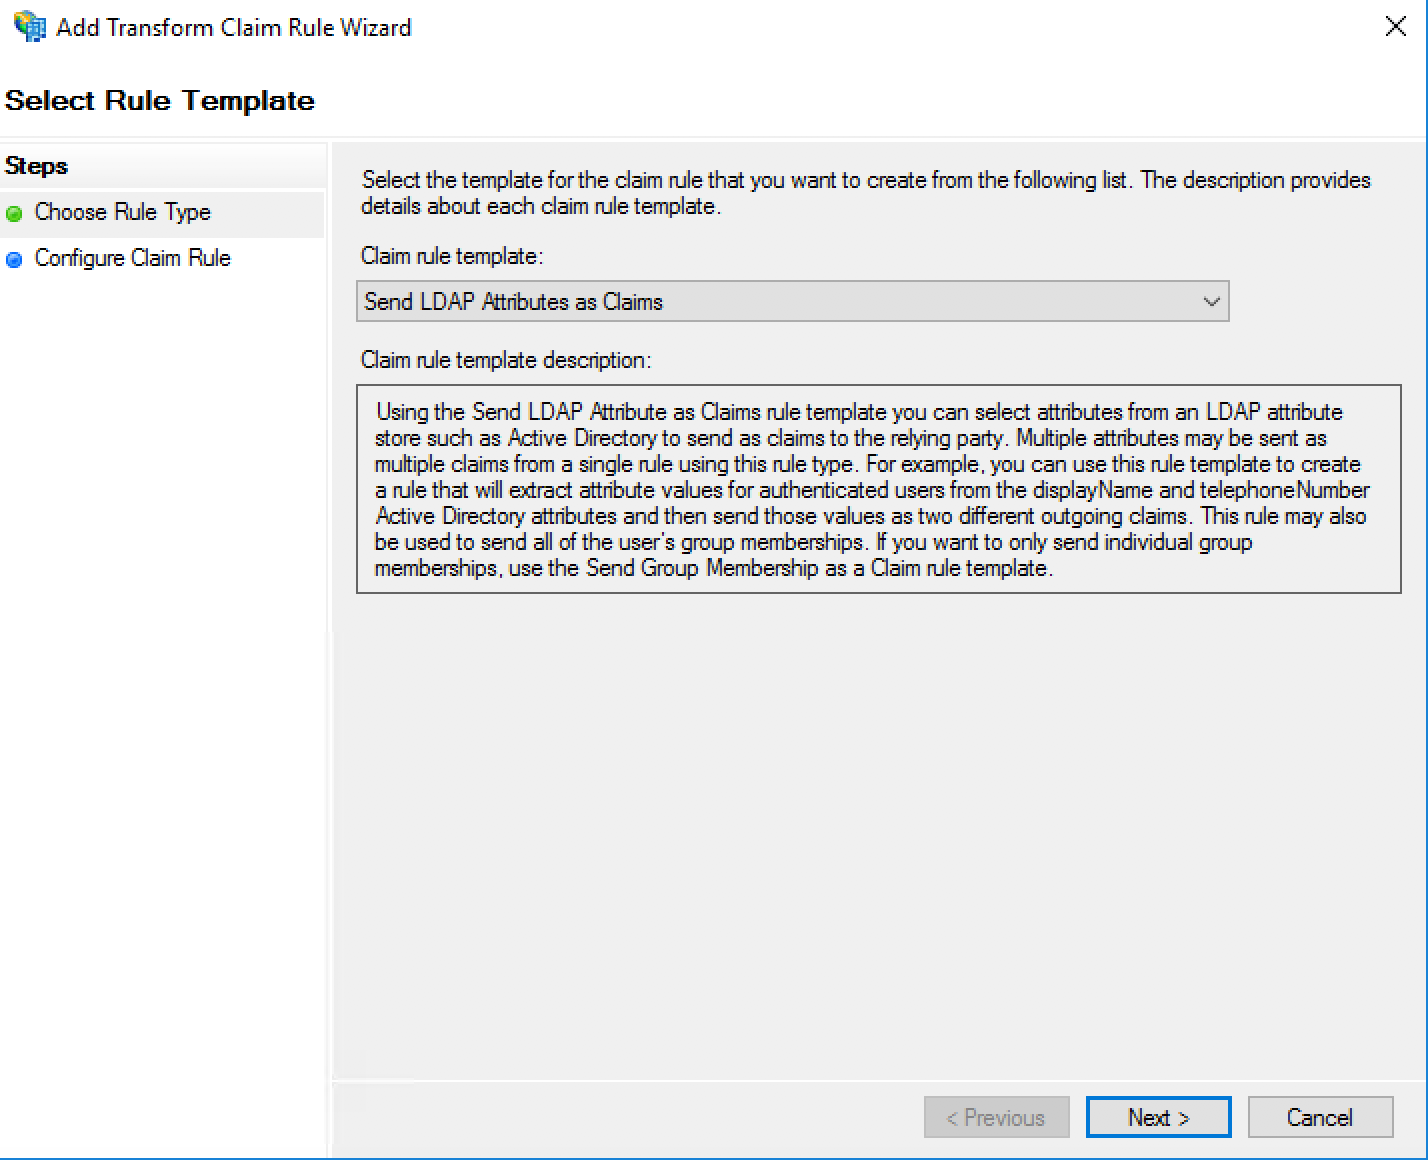 Add Transform Claim Rule Wizard
Select Rule Template
Steps
Choose Rule Type
Configure Claim Rule
Select the template for the claim rule that you want to create from the following list. The description provides
details about each claim rule template.
Claim rule template:
Send LDAP Attributes as Claims
Claim rule template description:
Using the Send LDAP Attribute as Claims rule template you can select attributes from an LDAP attribute
store such as Active Directory to send as claims to the relying party. Multiple attributes may be sent as
multiple claims from a single rule using this rule type. For example, you can use this rule template to create
a rule that will extract attribute values for authenticated users from the displayName and telephoneNumber
Active Directory attributes and then send those values as two different outgoing claims. This rule may also
be used to send all of the user's group memberships. If you want to only send individual group
memberships, use the Send Group Membership as a Claim rule template.
< Previous
Next >
Cancel